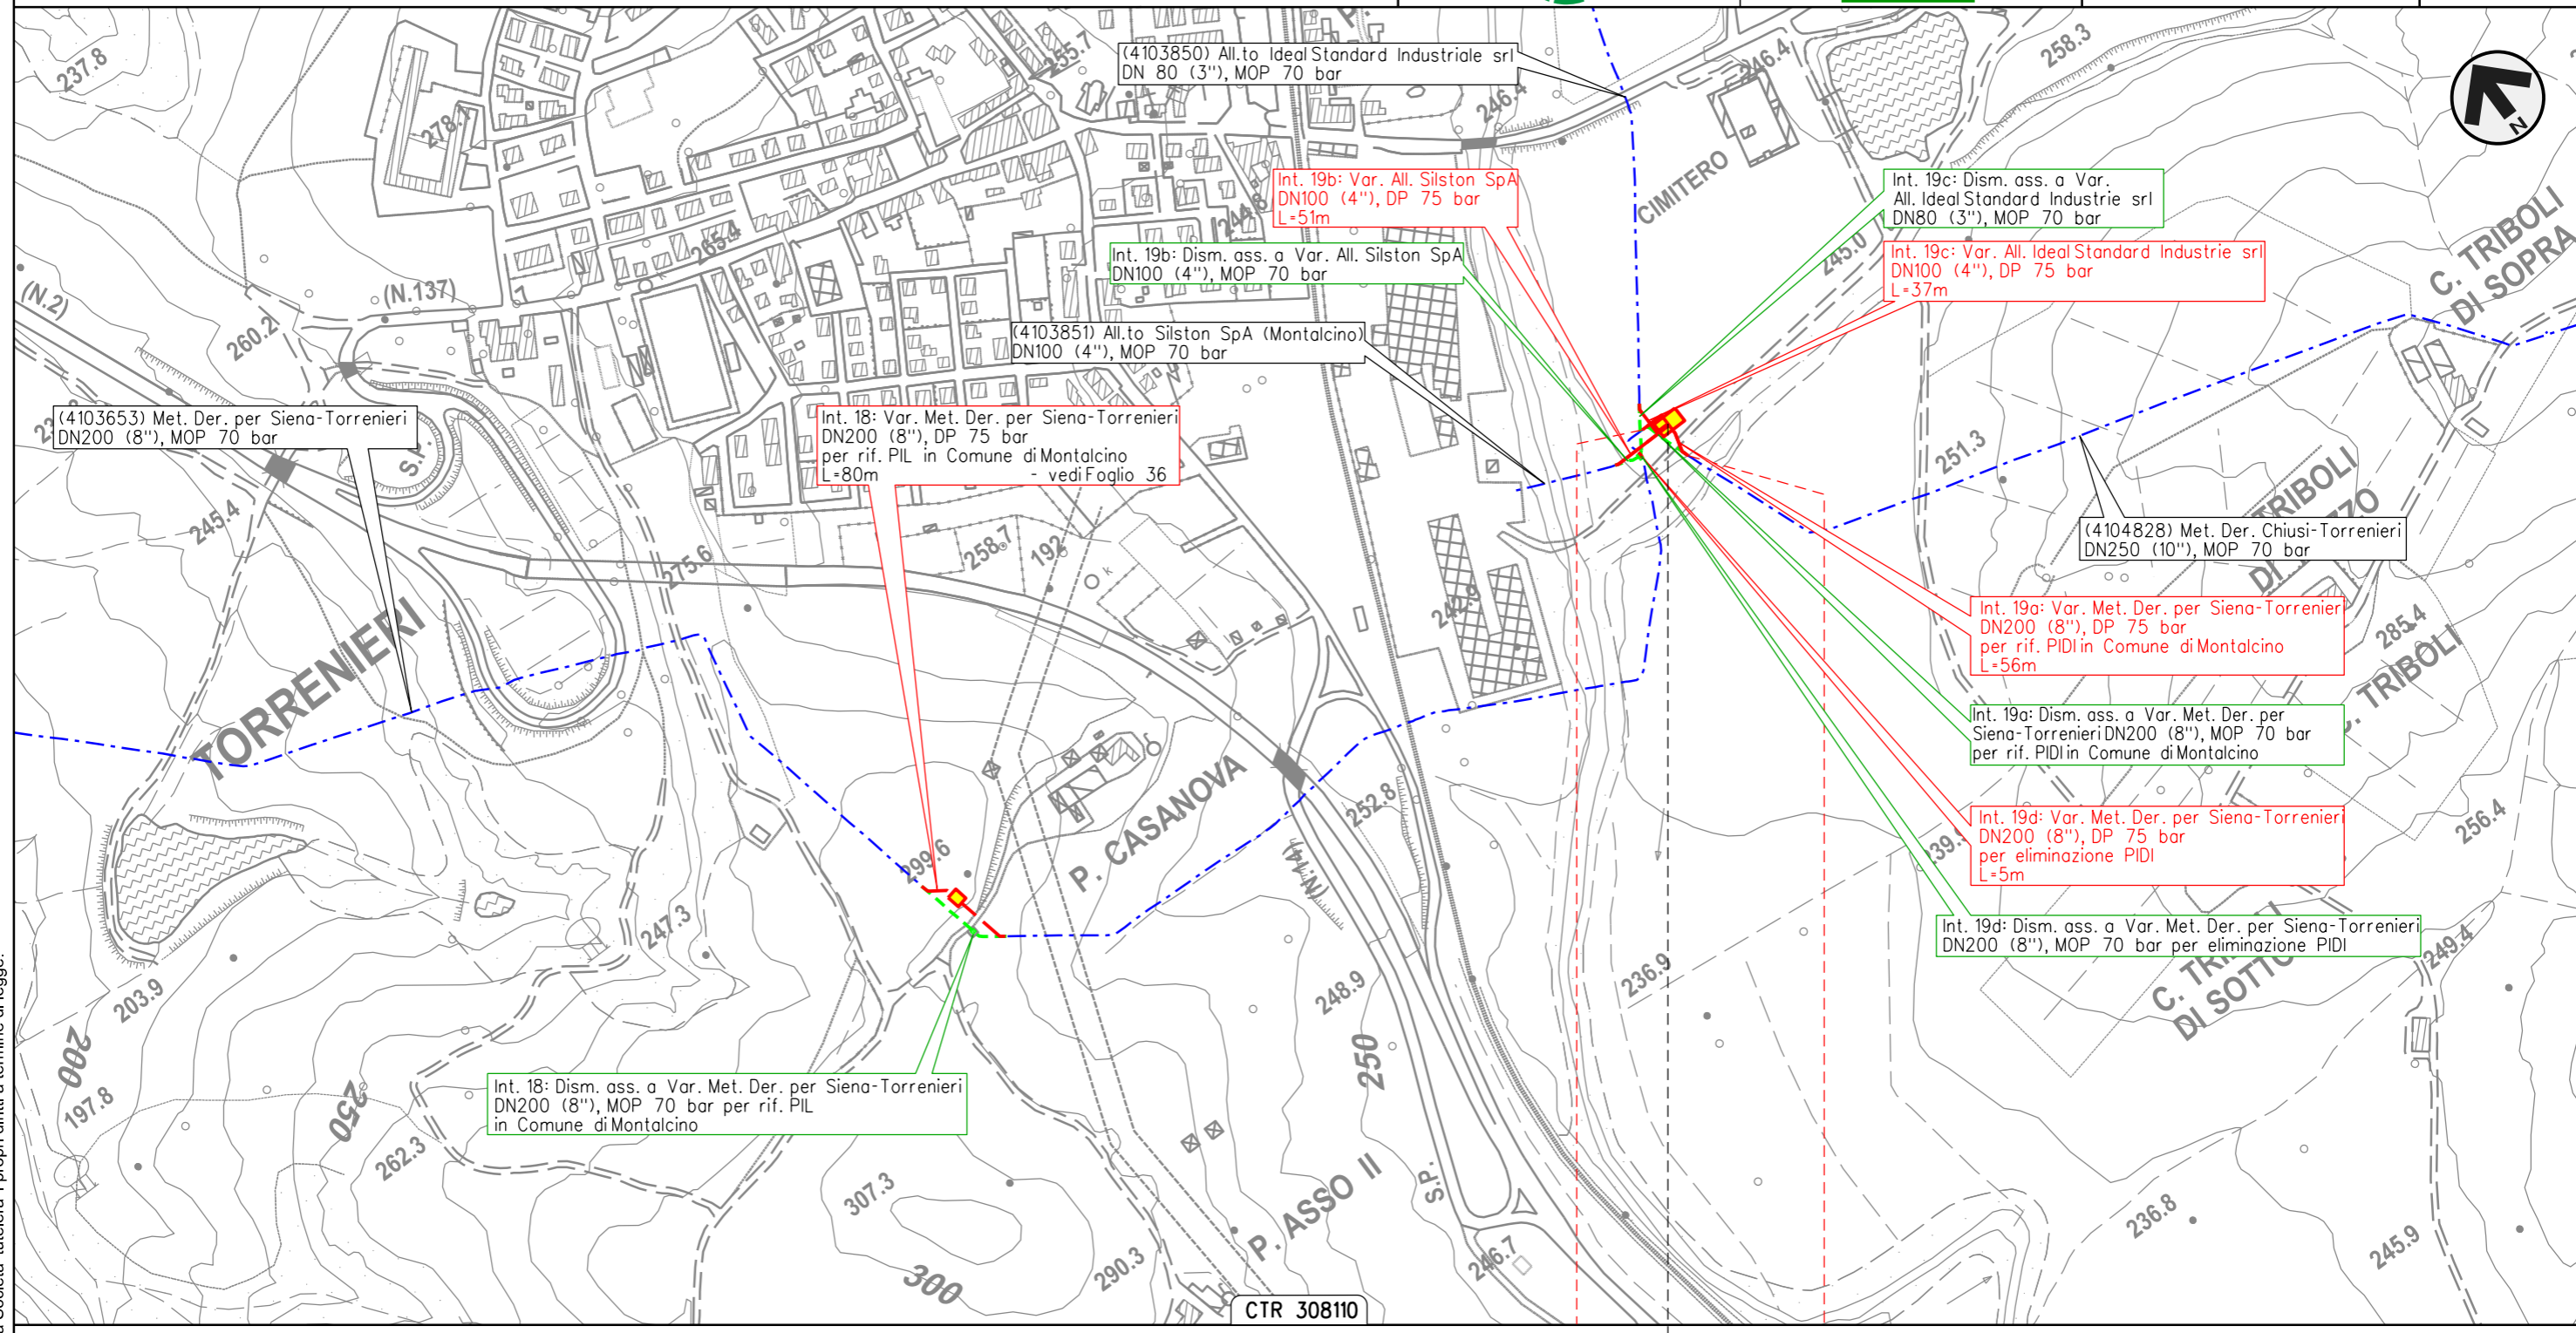 (4103850) All.to Ideal Standard Industriale srl
DN 80 (3"), MOP 70 bar
Int. 19b: Var. All. Silston SpA
DN100 (4"), DP 75 bar
L=51m
Int. 19b: Dism. ass. a Var. All. Silston SpA
DN100 (4"), MOP 70 bar
(4103851) All.to Silston SpA (Montalcino)
DN100 (4"), MOP 70 bar
Int. 19c: Dism. ass. a Var.
All. Ideal Standard Industrie srl
DN80 (3"), MOP 70 bar
Int. 19c: Var. All. Ideal Standard Industrie srl
DN100 (4"), DP 75 bar
L=37m
(4103653) Met. Der. per Siena-Torrenieri
DN200 (8"), MOP 70 bar
Int. 18: Var. Met. Der. per Siena-Torrenieri
DN200 (8"), DP 75 bar
per rif. PIL in Comune di Montalcino
L=80m - vedi Foglio 36
(4104828) Met. Der. Chiusi-Torrenieri
DN250 (10"), MOP 70 bar
Int. 19a: Var. Met. Der. per Siena-Torrenieri
DN200 (8"), DP 75 bar
per rif. PIDI in Comune di Montalcino
L=56m
Int. 19a: Dism. ass. a Var. Met. Der. per
Siena-Torrenieri DN200 (8"), MOP 70 bar
per rif. PIDI in Comune di Montalcino
Int. 19d: Var. Met. Der. per Siena-Torrenieri
DN200 (8"), DP 75 bar
per eliminazione PIDI
L=5m
Int. 19d: Dism. ass. a Var. Met. Der. per Siena-Torrenieri
DN200 (8"), MOP 70 bar per eliminazione PIDI
Int. 18: Dism. ass. a Var. Met. Der. per Siena-Torrenieri
DN200 (8"), MOP 70 bar per rif. PIL
in Comune di Montalcino
237.8
278.1
255.7
246.4
246.4
258.3
N
CIMITERO
244.8
245.0
C. TRIBOLI
DI SOPRA
265.4
(N.2)
(N.137)
260.2
S.P.
245.4
275.6
258.7
192
251.3
TRIBOLI
242.9
285.4
C. TRIBOLI
TORRENIERI
P. CASANOVA
252.8
256.4
299.6
247.3
236.9
249.4
248.9
C. TRI
DI SOTTO
203.9
200
197.8
250
250
262.3
307.3
P. ASSO II
S.P.
236.8
290.3
246.7
245.9
300
CTR 308110